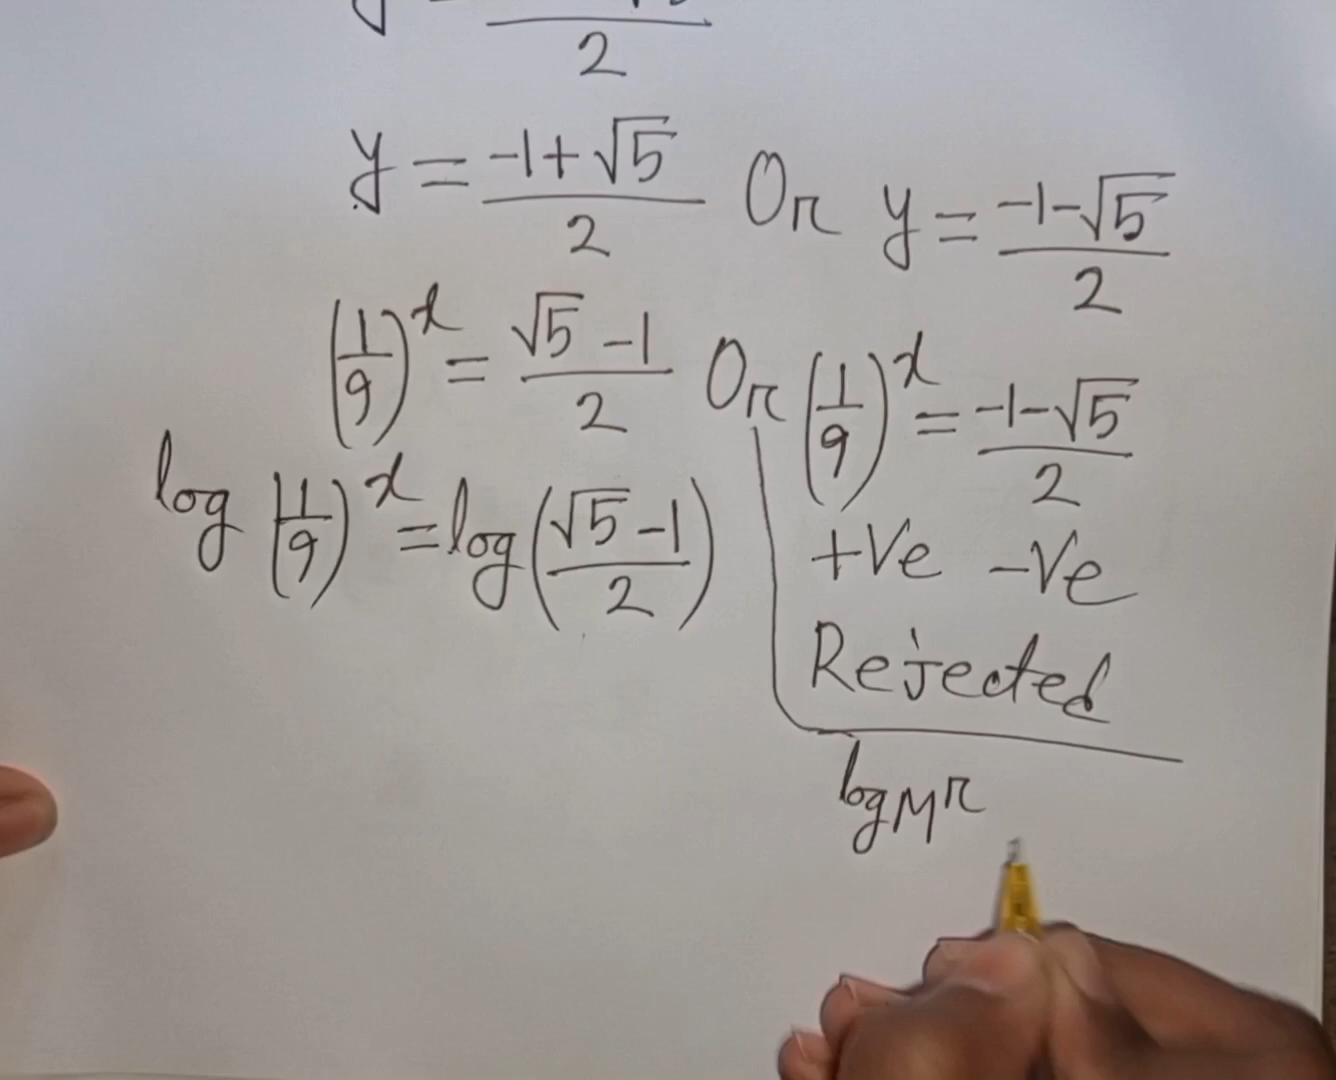 2
y = (-1+√5)/2 Or y = (-1-√5)/2
(1/9)^x = (√5-1)/2 Or (1/9)^x = (-1-√5)/2
log (1/9)^x = log((√5-1)/2)
+ve -ve
Rejected
log M^r